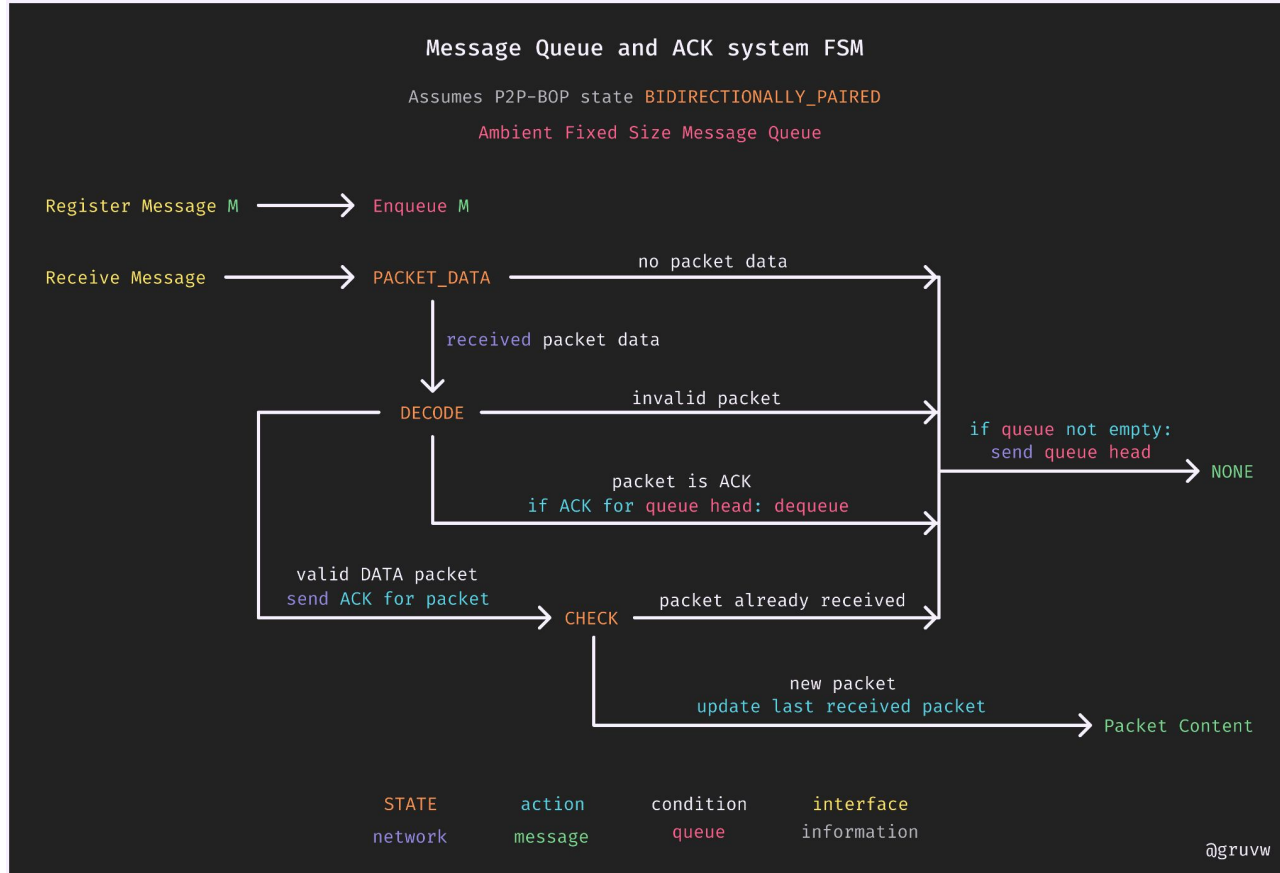 Message Queue and ACK system FSM
Assumes P2P-BOP state BIDIRECTIONALLY_PAIRED
Ambient Fixed Size Message Queue
Register Message M
Enqueue M
Receive Message
PACKET_DATA
no packet data
received packet data
DECODE
invalid packet
if queue not empty:
send queue head
NONE
packet is ACK
if ACK for queue head: dequeue
valid DATA packet
send ACK for packet
CHECK
packet already received
new packet
update last received packet
Packet Content
STATE
action
condition
interface
network
message
queue
information
@gruvw